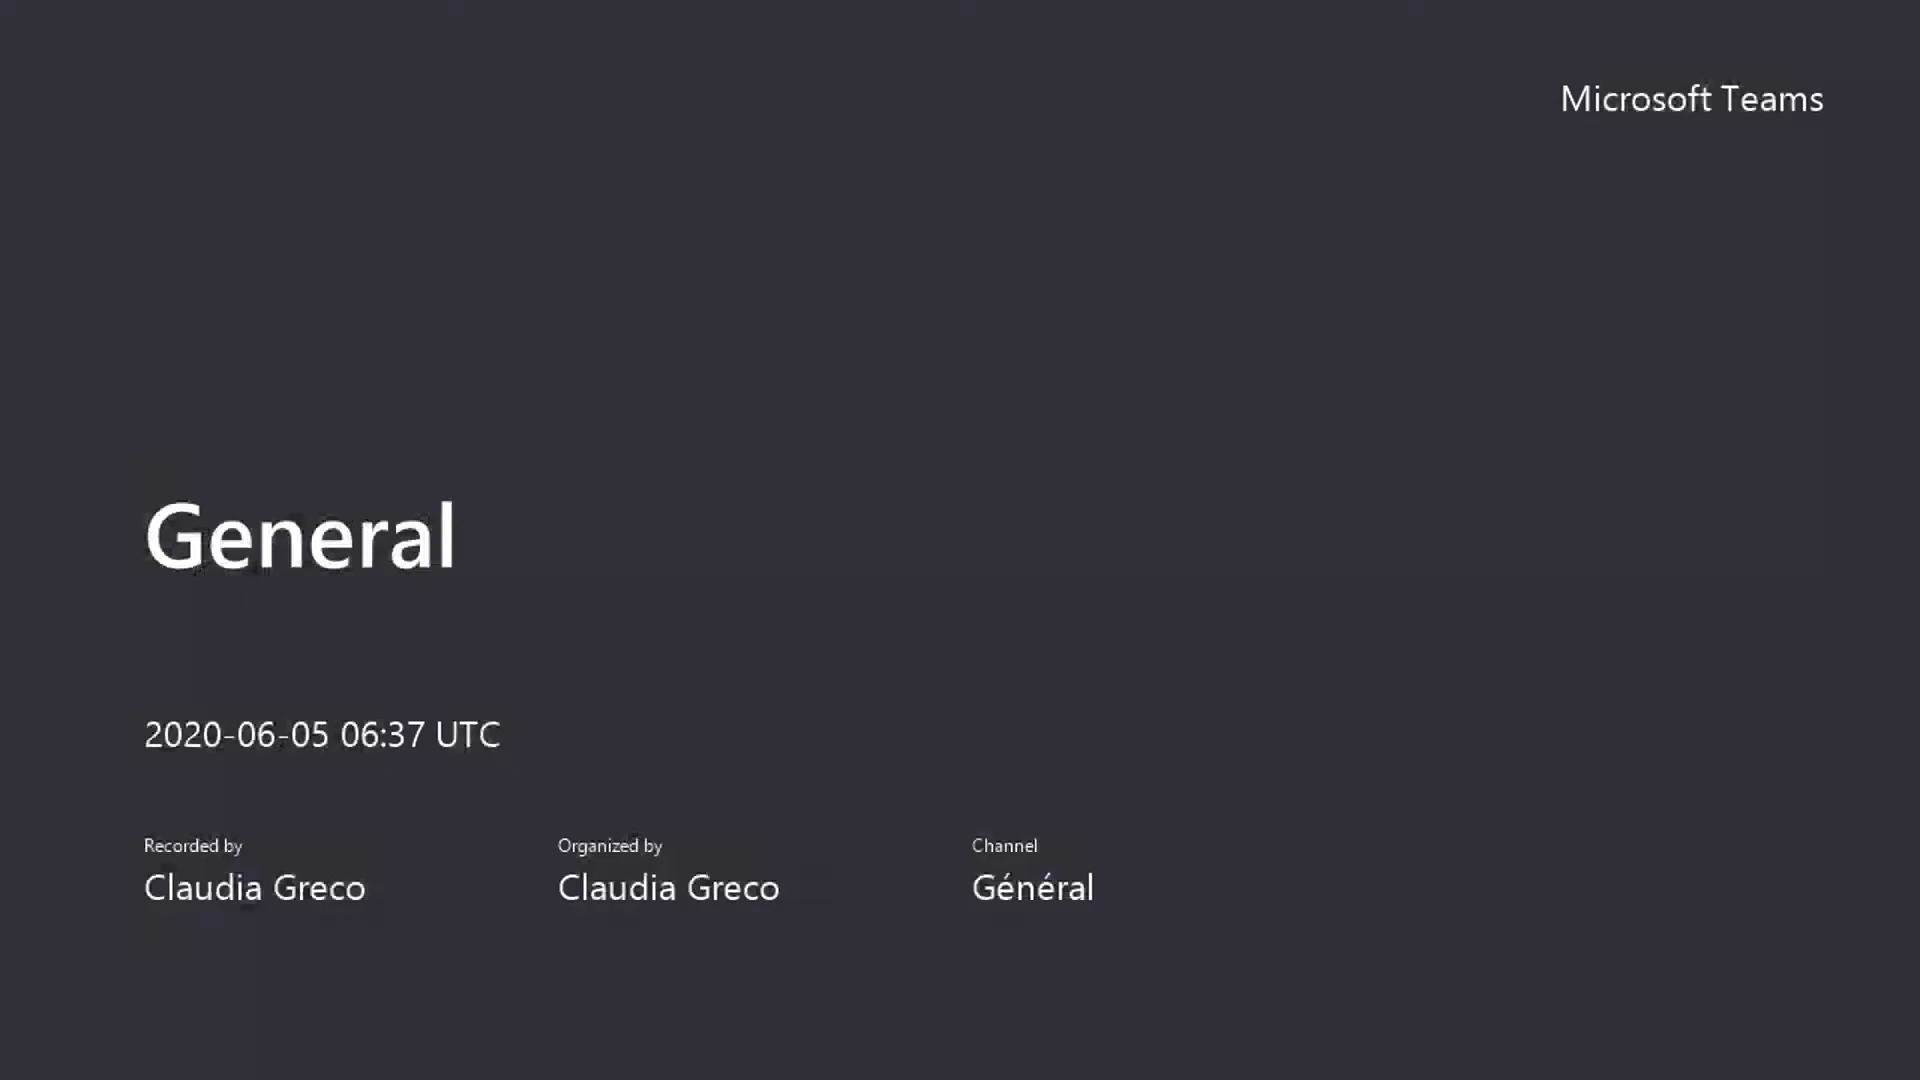 Microsoft Teams
General
2020-06-05 06:37 UTC
Recorded by
Claudia Greco
Organized by
Claudia Greco
Channel
Général